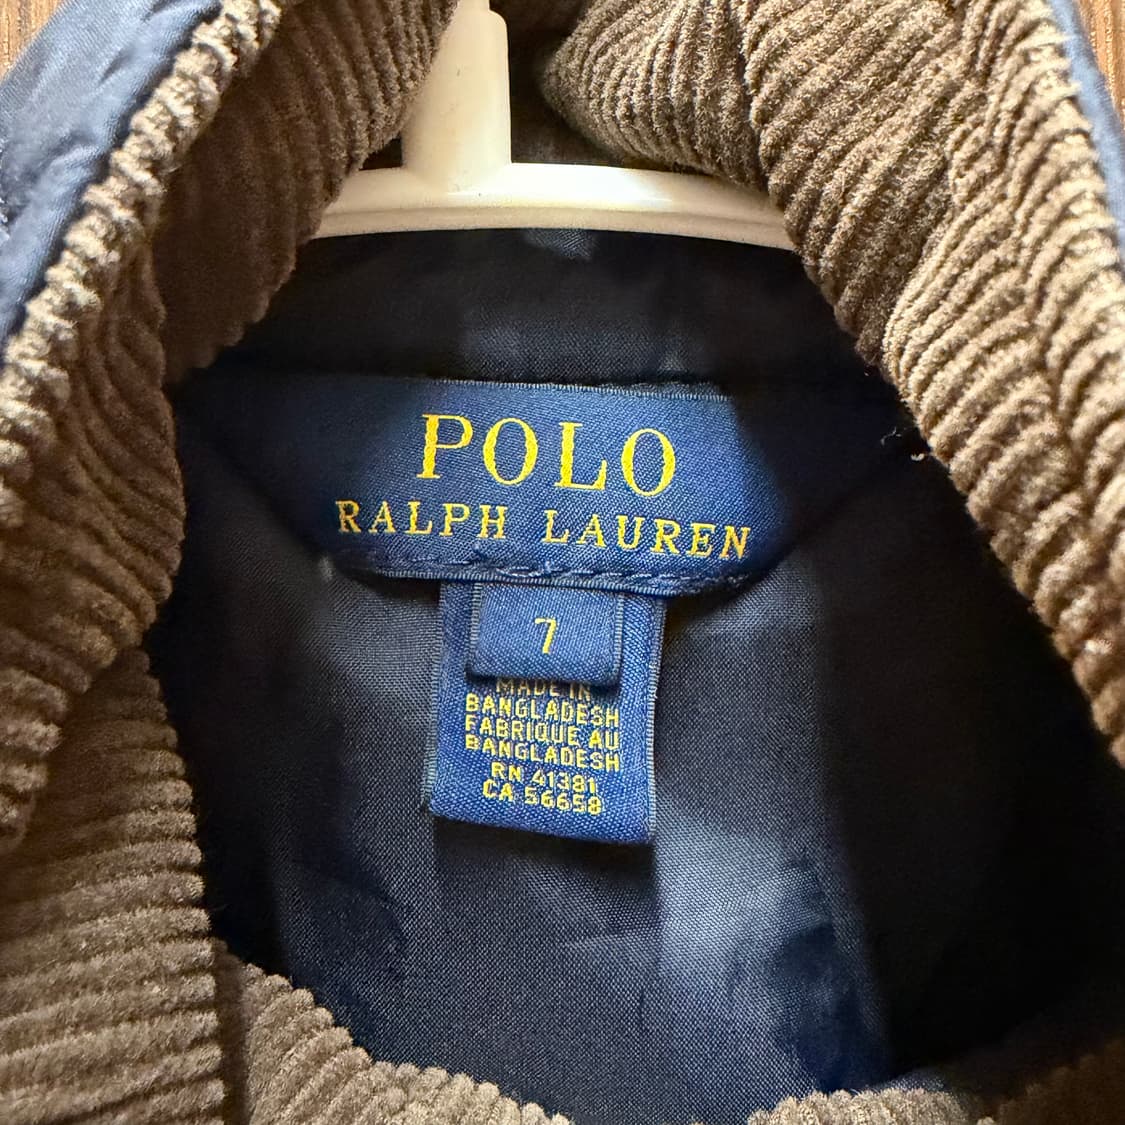 POLO
RALPH LAUREN
7
MADE IN
BANGLADESH
FABRIQUE AU
BANGLADESH
RN 41381
CA 56658